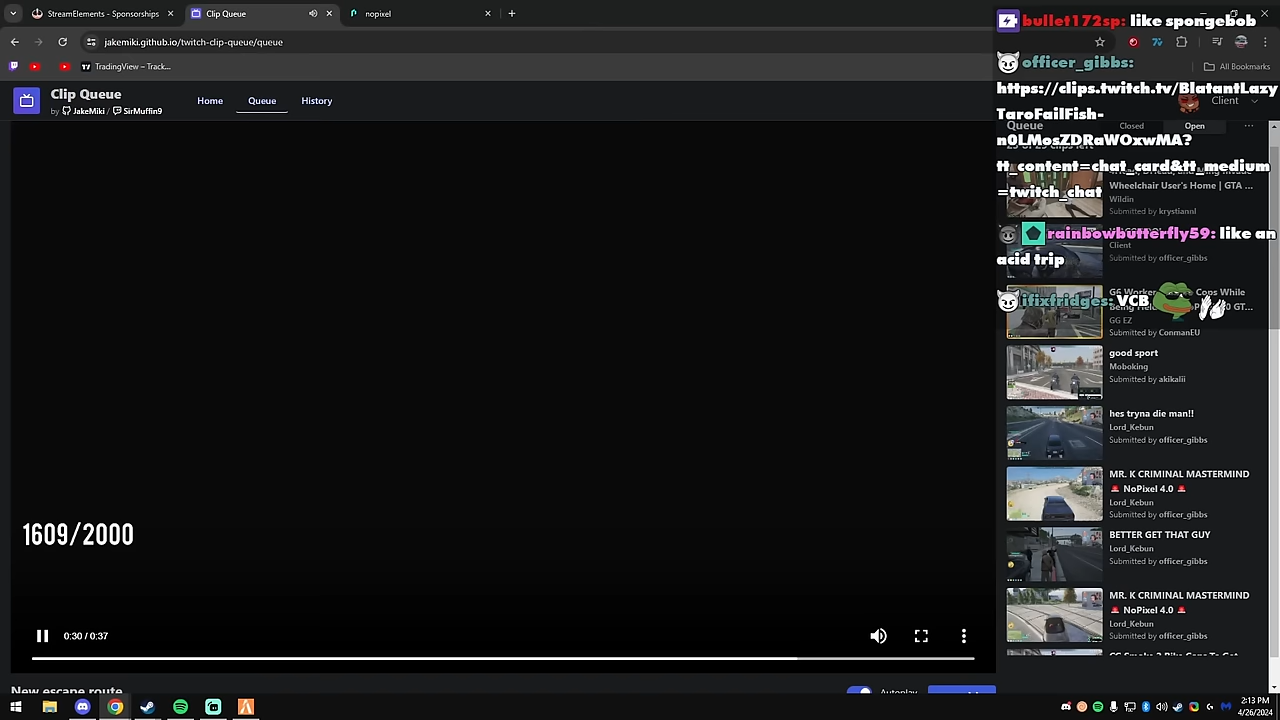 StreamElements - Sponsorships
Clip Queue
nopixel
jakemiki.github.io/twitch-clip-queue/queue
TradingView – Track...
All Bookmarks
Clip Queue
by JakeMiki / SirMuffin9
Home
Queue
History
Client
bullet172sp: like spongebob
officer_gibbs:
https://clips.twitch.tv/BlatantLazy
TaroFailFish-
n0LMosZDRaWOxwMA?
tt_content=chat_card&tt_medium
=twitch_chat
rainbowbutterfly59: like an
acid trip
ifixfridges: VCB
Queue
Closed
Open
Wheelchair User's Home | GTA ...
Wildin
Submitted by krystiannl
Client
Submitted by officer_gibbs
G6 Worker Cops While
GG EZ
Submitted by ConmanEU
good sport
Moboking
Submitted by akikalii
hes tryna die man!!
Lord_Kebun
Submitted by officer_gibbs
MR. K CRIMINAL MASTERMIND
🚨 NoPixel 4.0 🚨
Lord_Kebun
Submitted by officer_gibbs
BETTER GET THAT GUY
Lord_Kebun
Submitted by officer_gibbs
MR. K CRIMINAL MASTERMIND
🚨 NoPixel 4.0 🚨
Lord_Kebun
Submitted by officer_gibbs
1609/2000
0:30 / 0:37
New escape route
Autoplay
2:13 PM
4/26/2024